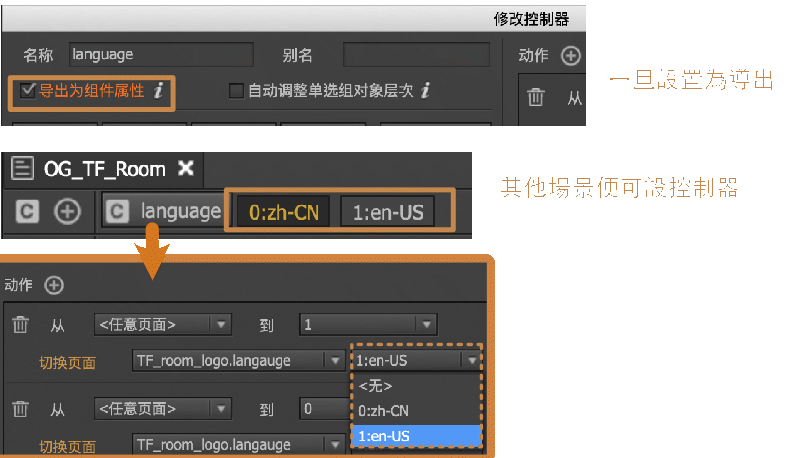 修改控制器
名称 language 别名 动作
导出为组件属性 i 自动调整单选组对象层次 i 从
一旦設置為導出
OG_TF_Room
其他場景便可設控制器
C C language 0:zh-CN 1:en-US
动作
从 <任意页面> 到 1
切换页面 TF_room_logo.langauge 1:en-US
<无>
从 <任意页面> 到 0 0:zh-CN
1:en-US
切换页面 TF_room_logo.langauge